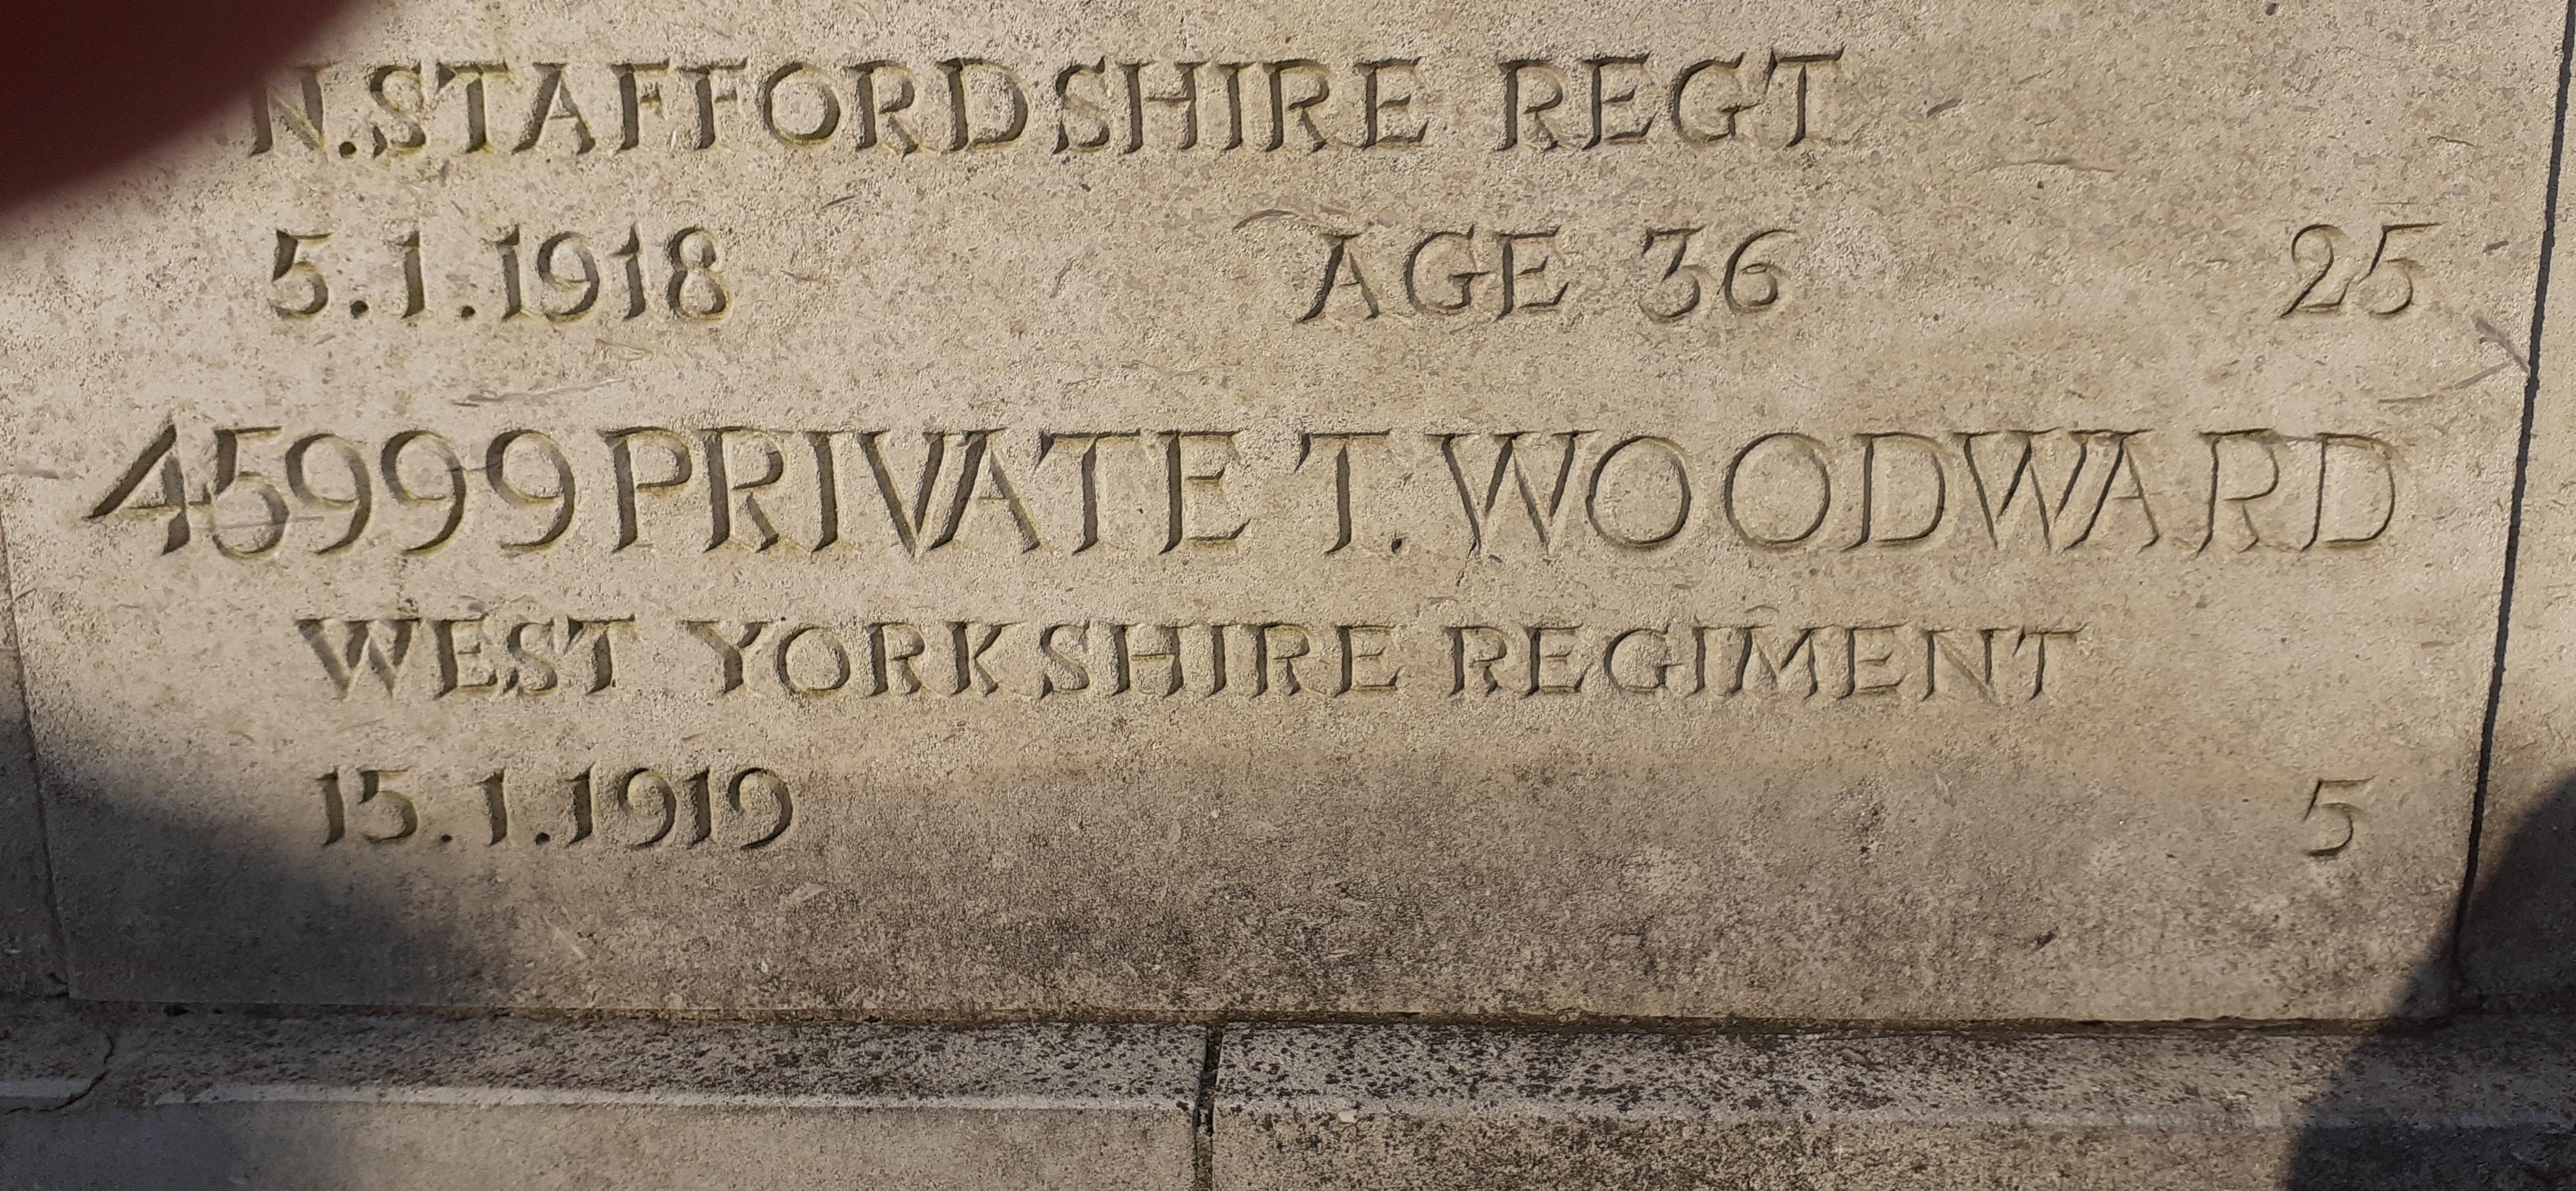 N. STAFFORDSHIRE REGT
5.1.1918 AGE 36 25
45999 PRIVATE T. WOODWARD
WEST YORKSHIRE REGIMENT
15.1.1919 5